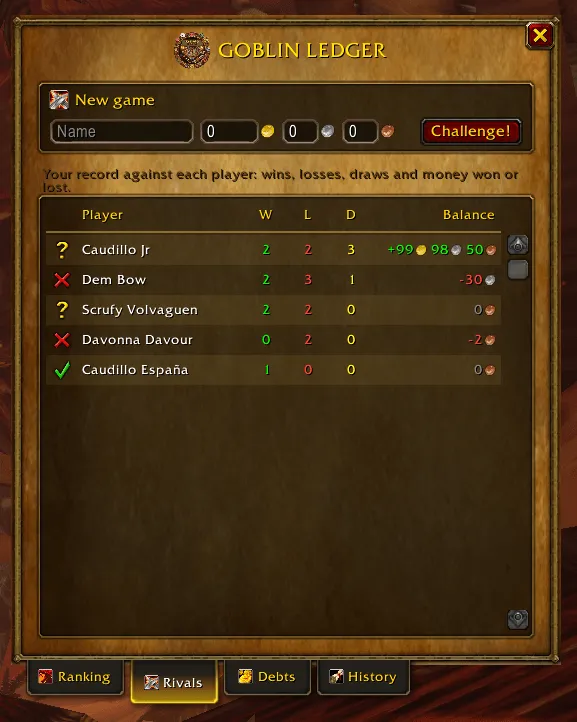 GOBLIN LEDGER
New game
Name 0 0 0 Challenge!
Your record against each player: wins, losses, draws and money won or
lost.
Player W L D Balance
? Caudillo Jr 2 2 3 +99 98 50
Dem Bow 2 3 1 -30
? Scrufy Volvaguen 2 2 0 0
Davonna Davour 0 2 0 -2
Caudillo España 1 0 0 0
Ranking Rivals Debts History